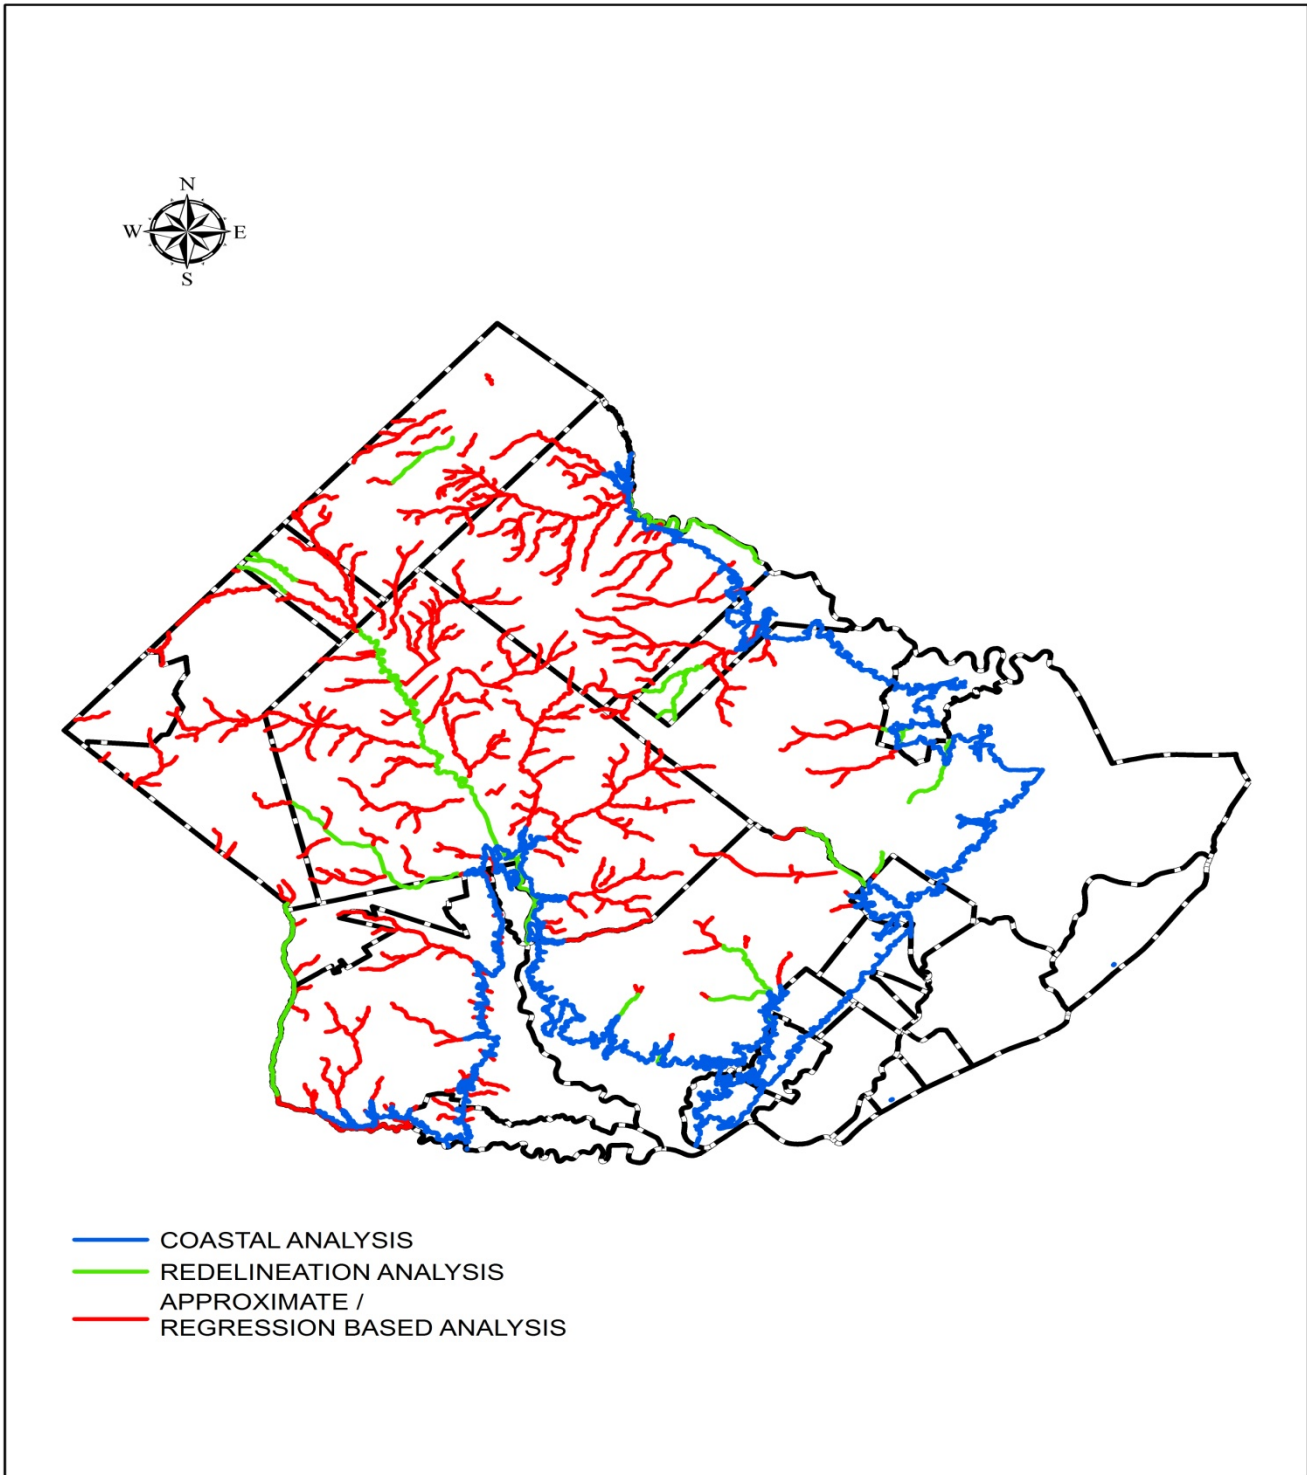 N
W E
S
COASTAL ANALYSIS
REDELINEATION ANALYSIS
APPROXIMATE /
REGRESSION BASED ANALYSIS